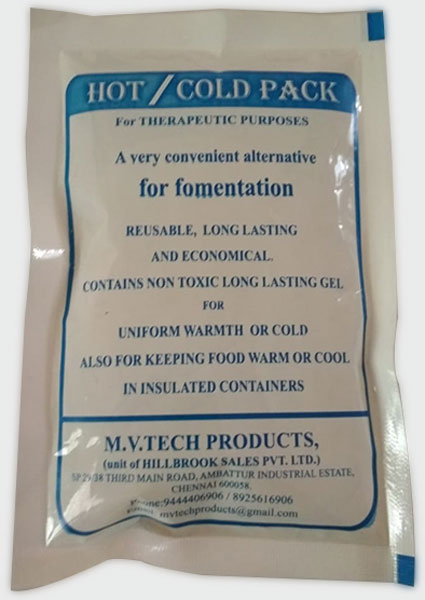 HOT / COLD PACK
For THERAPEUTIC PURPOSES
A very convenient alternative
for fomentation
REUSABLE, LONG LASTING
AND ECONOMICAL.
CONTAINS NON TOXIC LONG LASTING GEL
FOR
UNIFORM WARMTH OR COLD
ALSO FOR KEEPING FOOD WARM OR COOL
IN INSULATED CONTAINERS
M.V.TECH PRODUCTS,
(unit of HILLBROOK SALES PVT. LTD.)
THIRD MAIN ROAD, AMBATTUR INDUSTRIAL ESTATE,
CHENNAI 600058.
Phone:9444406906 / 8925616906
mvtechproducts@gmail.com